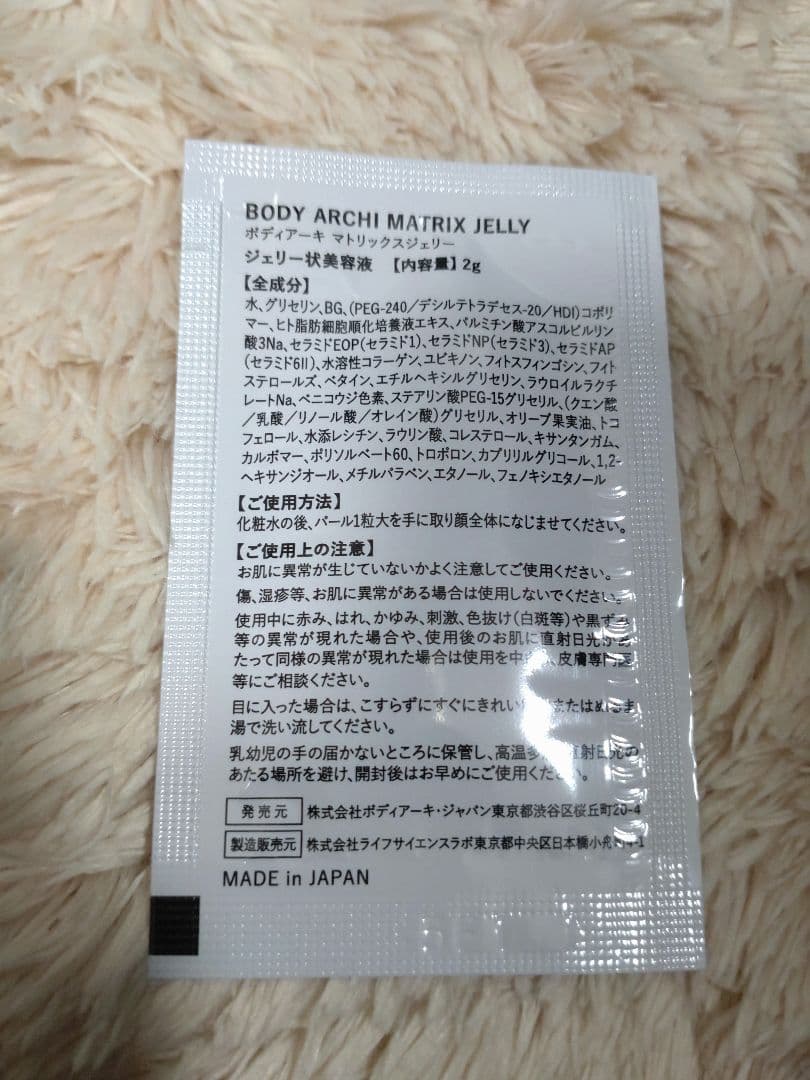 BODY ARCHI MATRIX JELLY
ボディアーキ マトリックスジェリー
ジェリー状美容液 【内容量】2g
【全成分】
水、グリセリン、BG、(PEG-240／デシルテトラデセス-20／HDI)コポリ
マー、ヒト脂肪細胞順化培養液エキス、パルミチン酸アスコルビルリン
酸3Na、セラミドEOP(セラミド1)、セラミドNP(セラミド3)、セラミドAP
(セラミド6II)、水溶性コラーゲン、ユビキノン、フィトスフィンゴシン、フィト
ステロールズ、ベタイン、エチルヘキシルグリセリン、ラウロイルラクチ
レートNa、ベニコウジ色素、ステアリン酸PEG-15グリセリル、(クエン酸
／乳酸／リノール酸／オレイン酸)グリセリル、オリーブ果実油、トコ
フェロール、水添レシチン、ラウリン酸、コレステロール、キサンタンガム、
カルボマー、ポリソルベート60、トロポロン、カプリリルグリコール、1,2-
ヘキサンジオール、メチルパラベン、エタノール、フェノキシエタノール
【ご使用方法】
化粧水の後、パール1粒大を手に取り顔全体になじませてください。
【ご使用上の注意】
お肌に異常が生じていないかよく注意してご使用ください。
傷、湿疹等、お肌に異常がある場合は使用しないでください。
使用中に赤み、はれ、かゆみ、刺激、色抜け(白斑等)や黒ずみ
等の異常が現れた場合や、使用後のお肌に直射日光があ
たって同様の異常が現れた場合は使用を中、皮膚専門医
等にご相談ください。
目に入った場合は、こすらずにすぐにきれいまたはぬるま
湯で洗い流してください。
乳幼児の手の届かないところに保管し、高温多直射日光の
あたる場所を避け、開封後はお早めにご使用ください。
発売元 株式会社ボディアーキ・ジャパン東京都渋谷区桜丘町20-4
製造販売元 株式会社ライフサイエンスラボ東京都中央区日本橋小舟町4-1
MADE in JAPAN